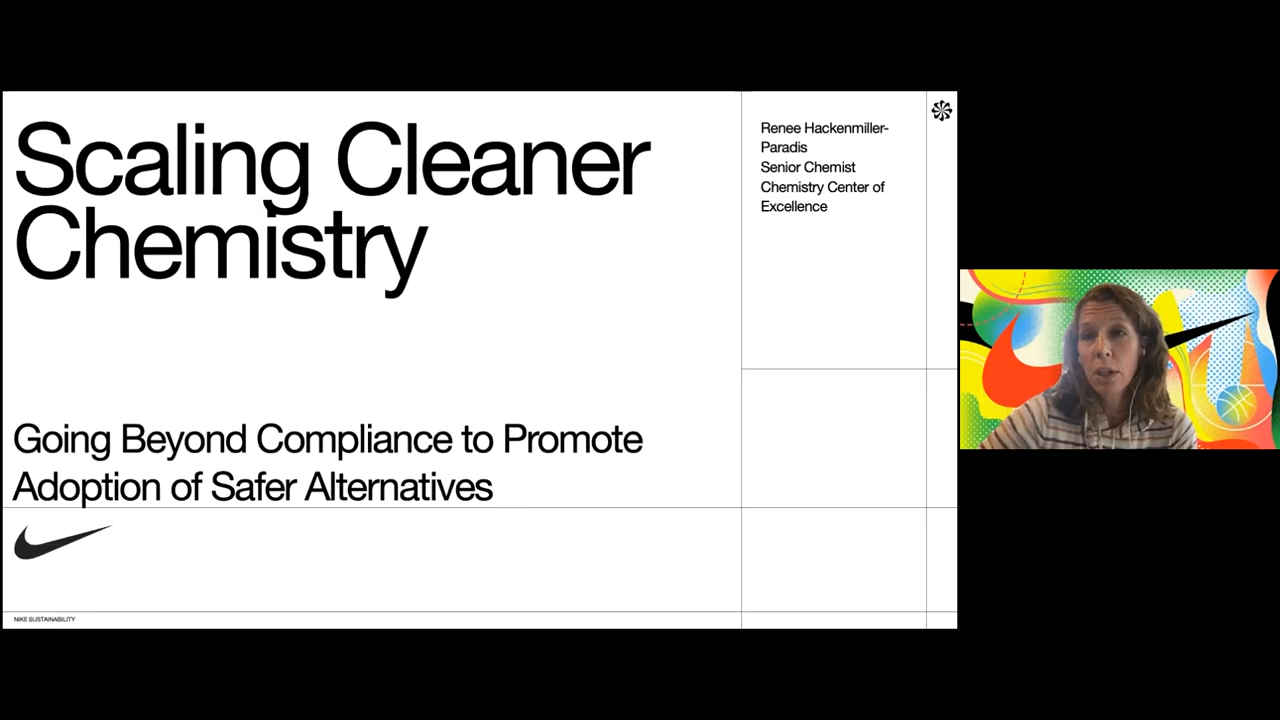 Scaling Cleaner
Chemistry
Renee Hackenmiller-
Paradis
Senior Chemist
Chemistry Center of
Excellence
Going Beyond Compliance to Promote
Adoption of Safer Alternatives
NIKE SUSTAINABILITY